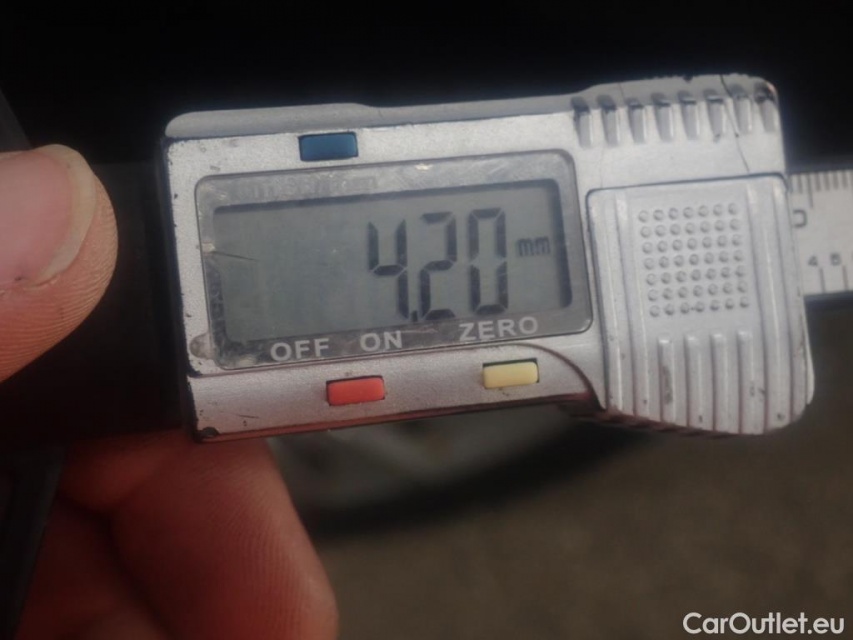 4.20 mm
OFF ON ZERO
CarOutlet.eu